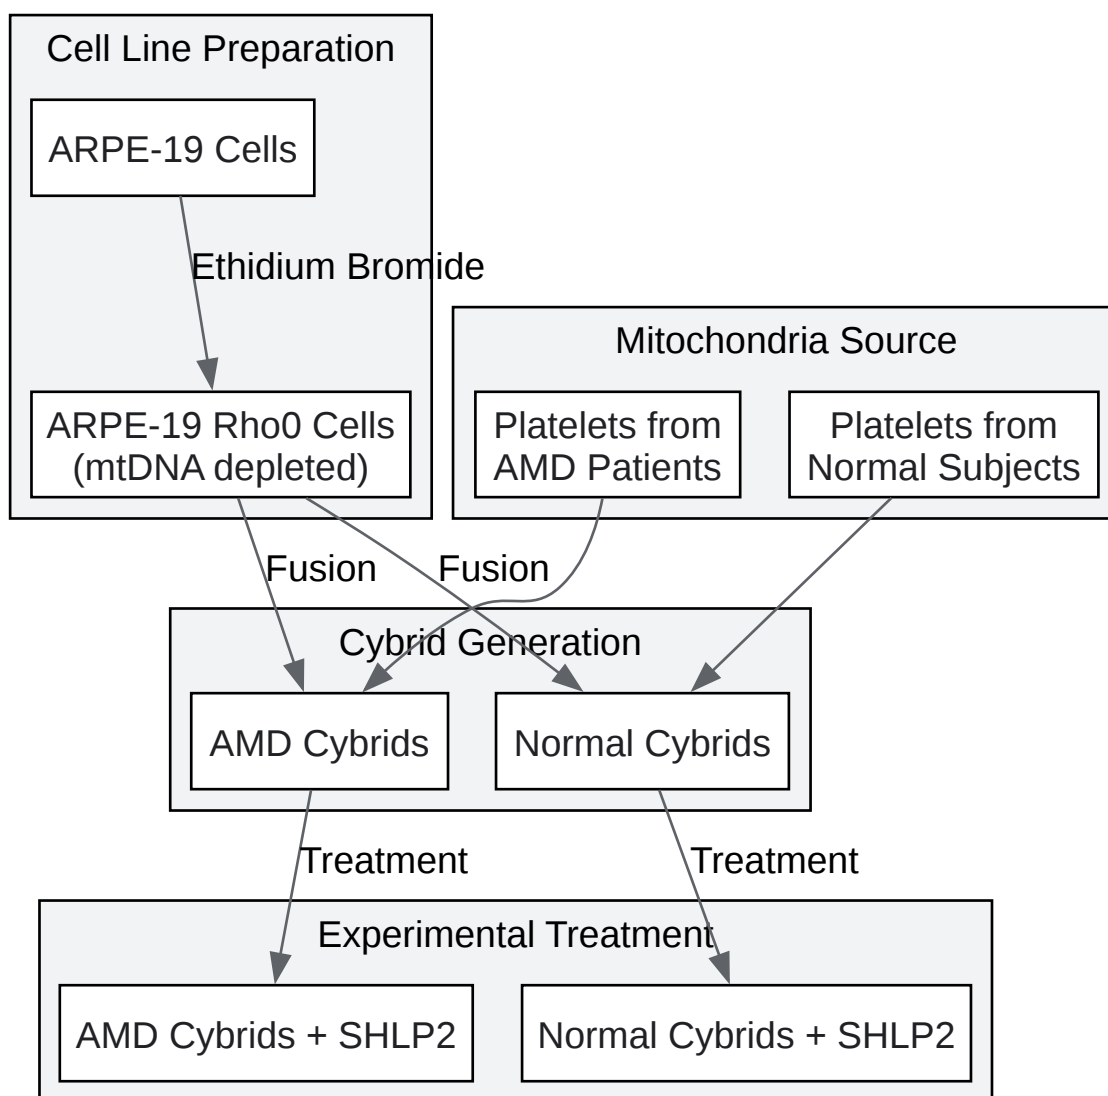 Cell Line Preparation
ARPE-19 Cells
Ethidium Bromide
Mitochondria Source
ARPE-19 Rho0 Cells
(mtDNA depleted)
Platelets from
AMD Patients
Platelets from
Normal Subjects
Fusion
Fusion
Cybrid Generation
AMD Cybrids
Normal Cybrids
Treatment
Treatment
Experimental Treatment
AMD Cybrids + SHLP2
Normal Cybrids + SHLP2